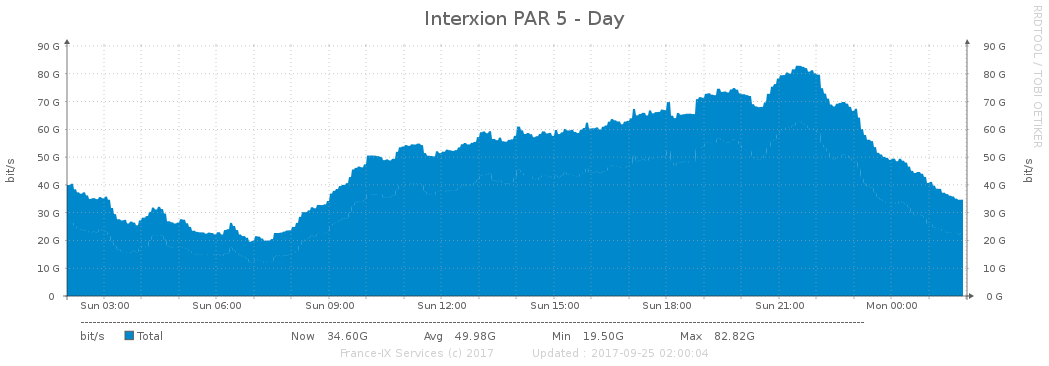 Interxion PAR 5 - Day
RRDTOOL / TOBI OETIKER
90 G 90 G
80 G 80 G
70 G 70 G
60 G 60 G
50 G 50 G
40 G 40 G
30 G 30 G
20 G 20 G
10 G 10 G
0 0 G
bit/s bit/s
Sun 03:00 Sun 06:00 Sun 09:00 Sun 12:00 Sun 15:00 Sun 18:00 Sun 21:00 Mon 00:00
bit/s Total Now 34.60G Avg 49.98G Min 19.50G Max 82.82G
France-IX Services (c) 2017 Updated : 2017-09-25 02:00:04